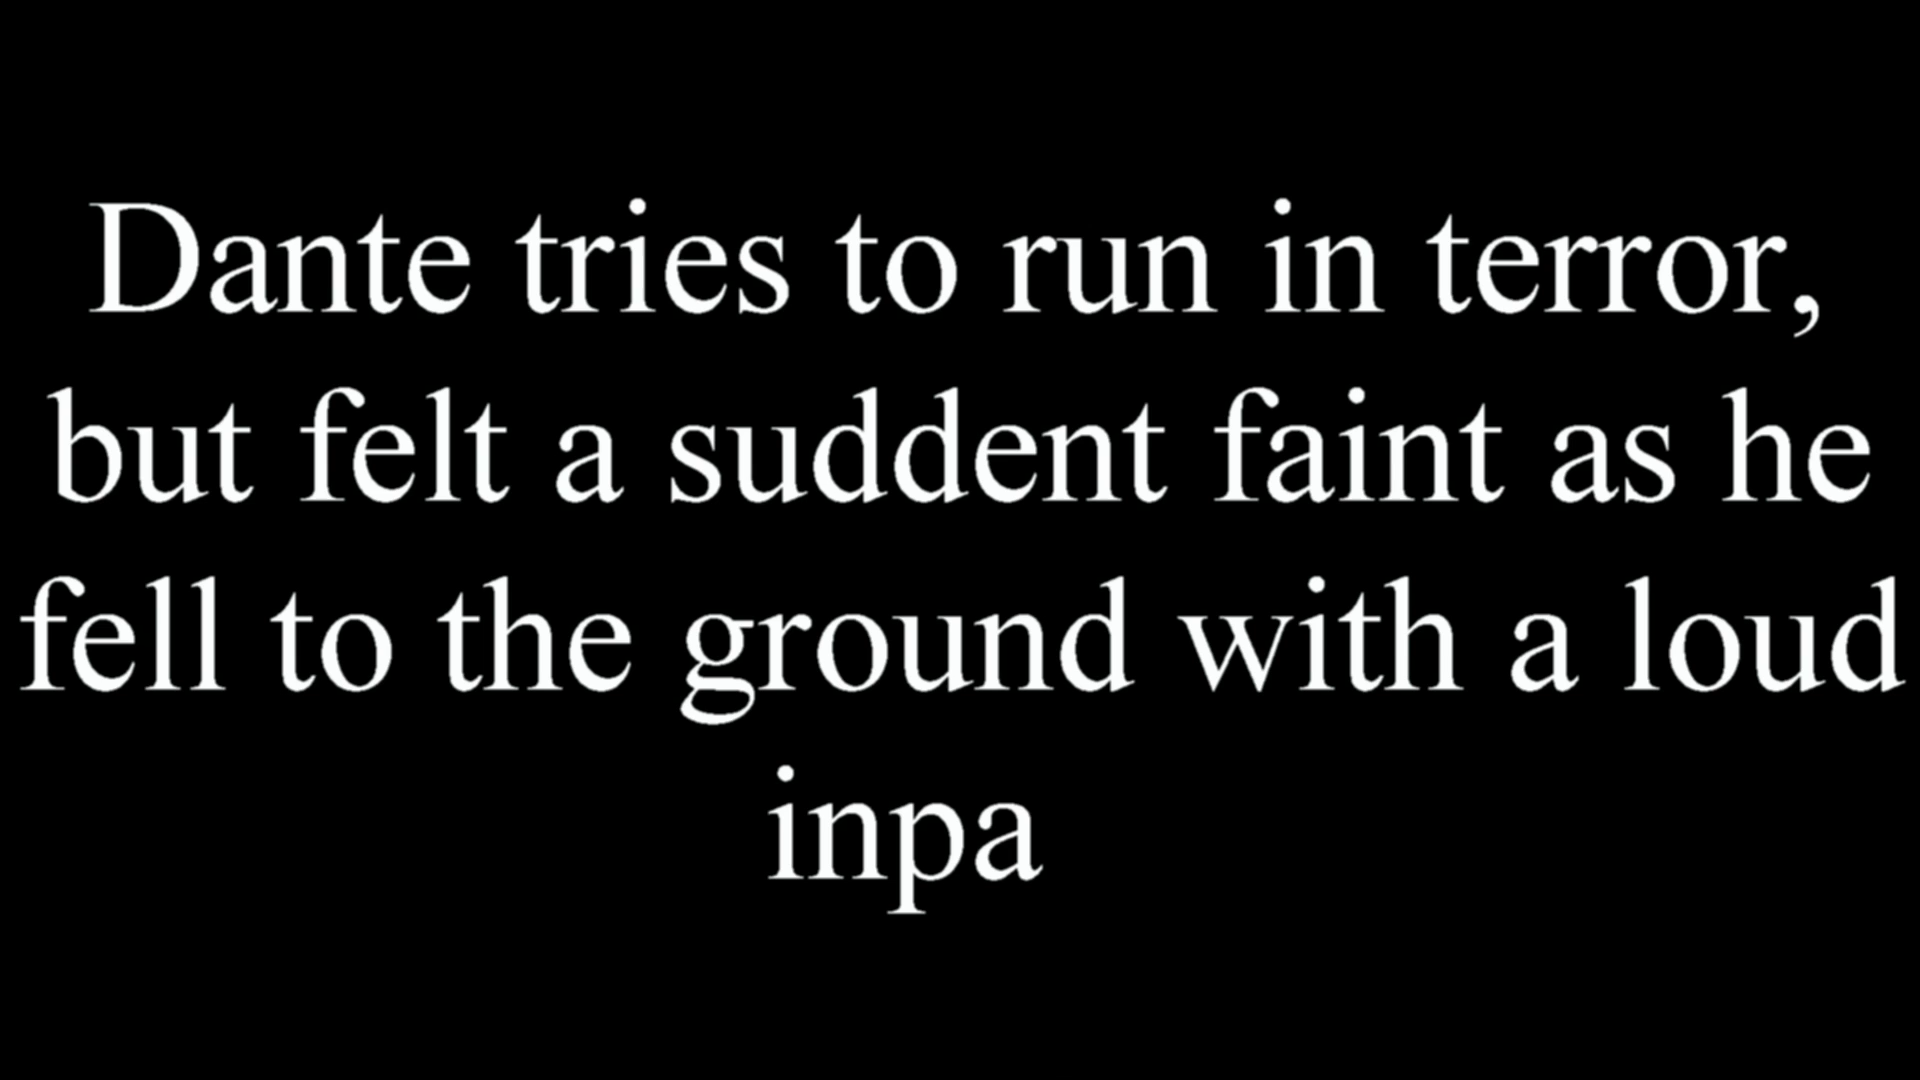 Dante tries to run in terror,
but felt a suddent faint as he
fell to the ground with a loud
inpa